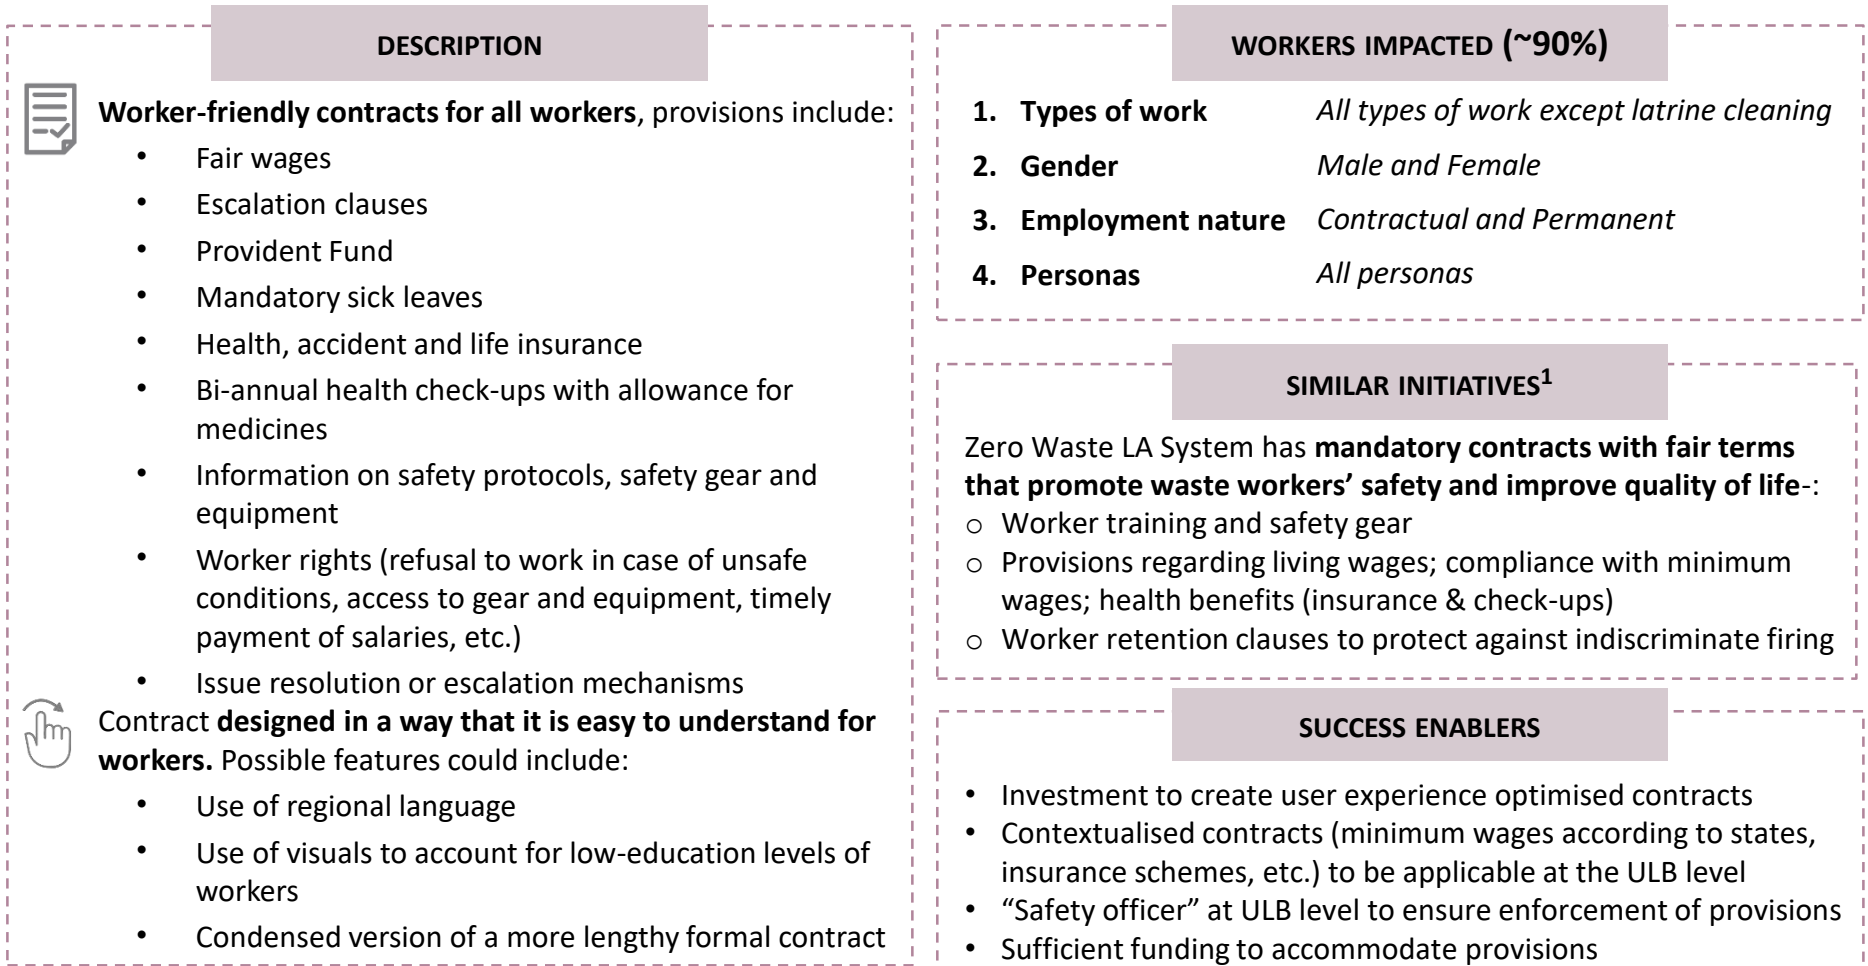 DESCRIPTION
Worker-friendly contracts for all workers, provisions include:
• Fair wages
• Escalation clauses
• Provident Fund
• Mandatory sick leaves
• Health, accident and life insurance
• Bi-annual health check-ups with allowance for
medicines
• Information on safety protocols, safety gear and
equipment
• Worker rights (refusal to work in case of unsafe
conditions, access to gear and equipment, timely
payment of salaries, etc.)
• Issue resolution or escalation mechanisms
Contract designed in a way that it is easy to understand for
workers. Possible features could include:
• Use of regional language
• Use of visuals to account for low-education levels of
workers
• Condensed version of a more lengthy formal contract
WORKERS IMPACTED (~90%)
1. Types of work All types of work except latrine cleaning
2. Gender Male and Female
3. Employment nature Contractual and Permanent
4. Personas All personas
SIMILAR INITIATIVES1
Zero Waste LA System has mandatory contracts with fair terms
that promote waste workers’ safety and improve quality of life-:
○ Worker training and safety gear
○ Provisions regarding living wages; compliance with minimum
wages; health benefits (insurance & check-ups)
○ Worker retention clauses to protect against indiscriminate firing
SUCCESS ENABLERS
• Investment to create user experience optimised contracts
• Contextualised contracts (minimum wages according to states,
insurance schemes, etc.) to be applicable at the ULB level
• “Safety officer” at ULB level to ensure enforcement of provisions
• Sufficient funding to accommodate provisions